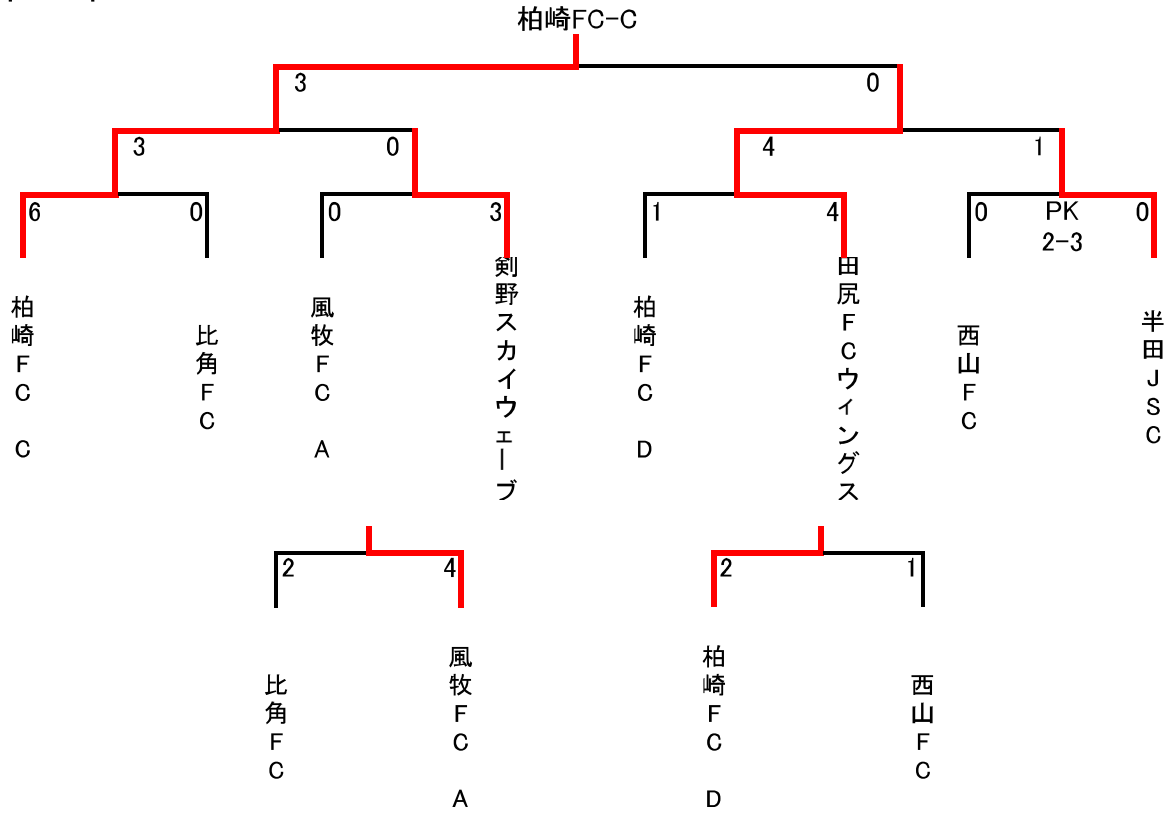 柏崎FC-C
3 0
3 0 4 1
6 0 0 3 1 4 0 PK 0
2-3
柏崎FC C
比角FC
風牧FC A
剣野スカイウェーブ
柏崎FC D
田尻FCウィングス
西山FC
半田JSC
2 4 2 1
比角FC
風牧FC A
柏崎FC D
西山FC